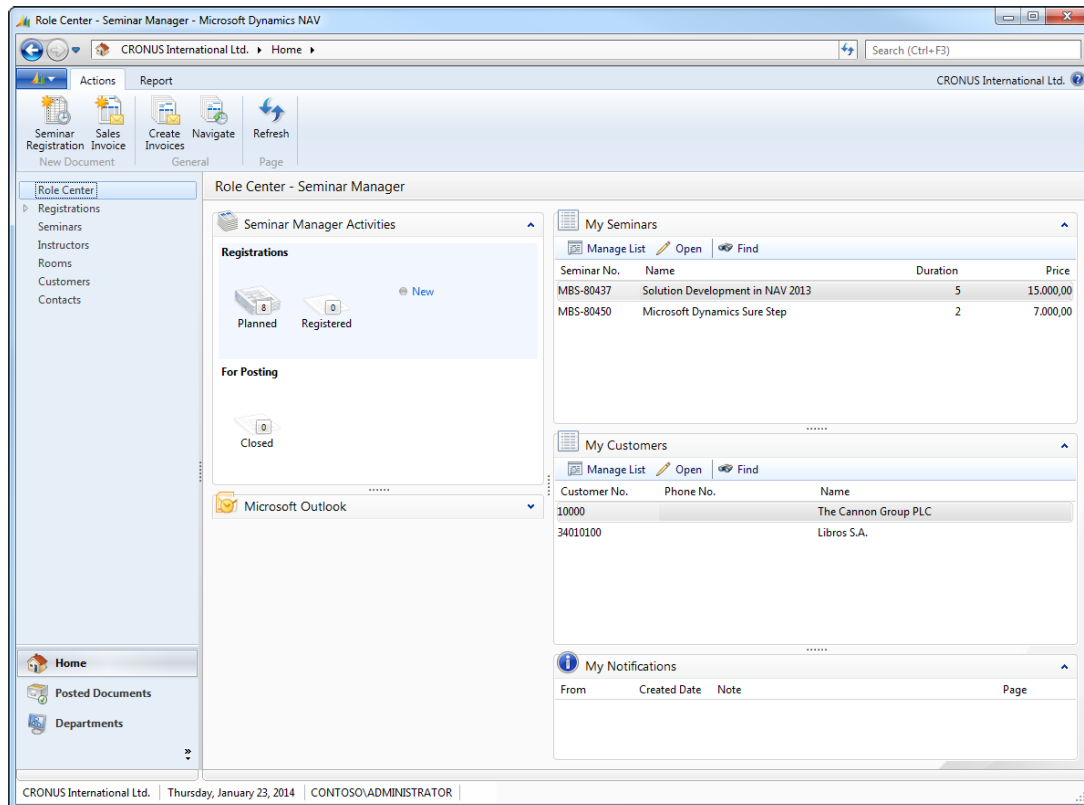 Role Center - Seminar Manager - Microsoft Dynamics NAV
CRONUS International Ltd. Home
Search (Ctrl+F3)
Actions Report
CRONUS International Ltd.
Seminar Registration
Sales Invoice
Create Invoices
Navigate
Refresh
New Document General Page
Role Center
Registrations
Seminars
Instructors
Rooms
Customers
Contacts
Home
Posted Documents
Departments
Role Center - Seminar Manager
Seminar Manager Activities
Registrations
8 0 New
Planned Registered
For Posting
0
Closed
Microsoft Outlook
My Seminars
Manage List Open Find
Seminar No. Name Duration Price
MBS-80437 Solution Development in NAV 2013 5 15.000,00
MBS-80450 Microsoft Dynamics Sure Step 2 7.000,00
My Customers
Manage List Open Find
Customer No. Phone No. Name
10000 The Cannon Group PLC
34010100 Libros S.A.
My Notifications
From Created Date Note Page
CRONUS International Ltd. Thursday, January 23, 2014 CONTOSO\ADMINISTRATOR